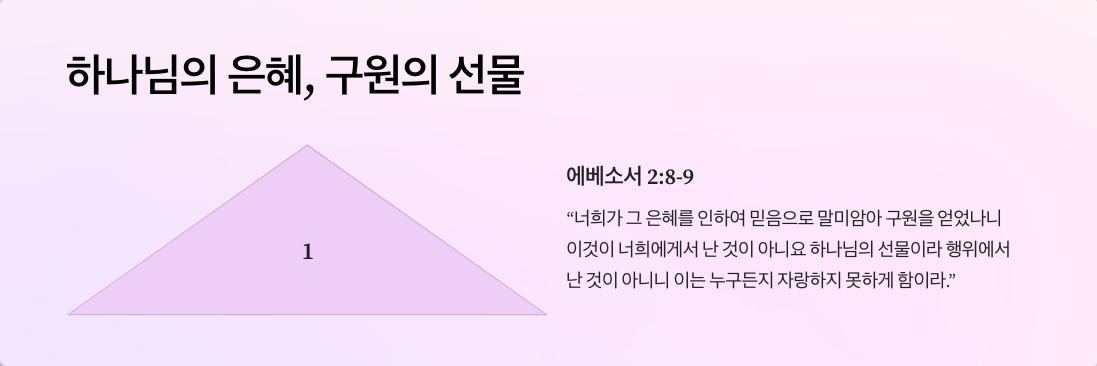 하나님의 은혜, 구원의 선물
1
에베소서 2:8-9
“너희가 그 은혜를 인하여 믿음으로 말미암아 구원을 얻었나니
이것이 너희에게서 난 것이 아니요 하나님의 선물이라 행위에서
난 것이 아니니 이는 누구든지 자랑하지 못하게 함이라.”